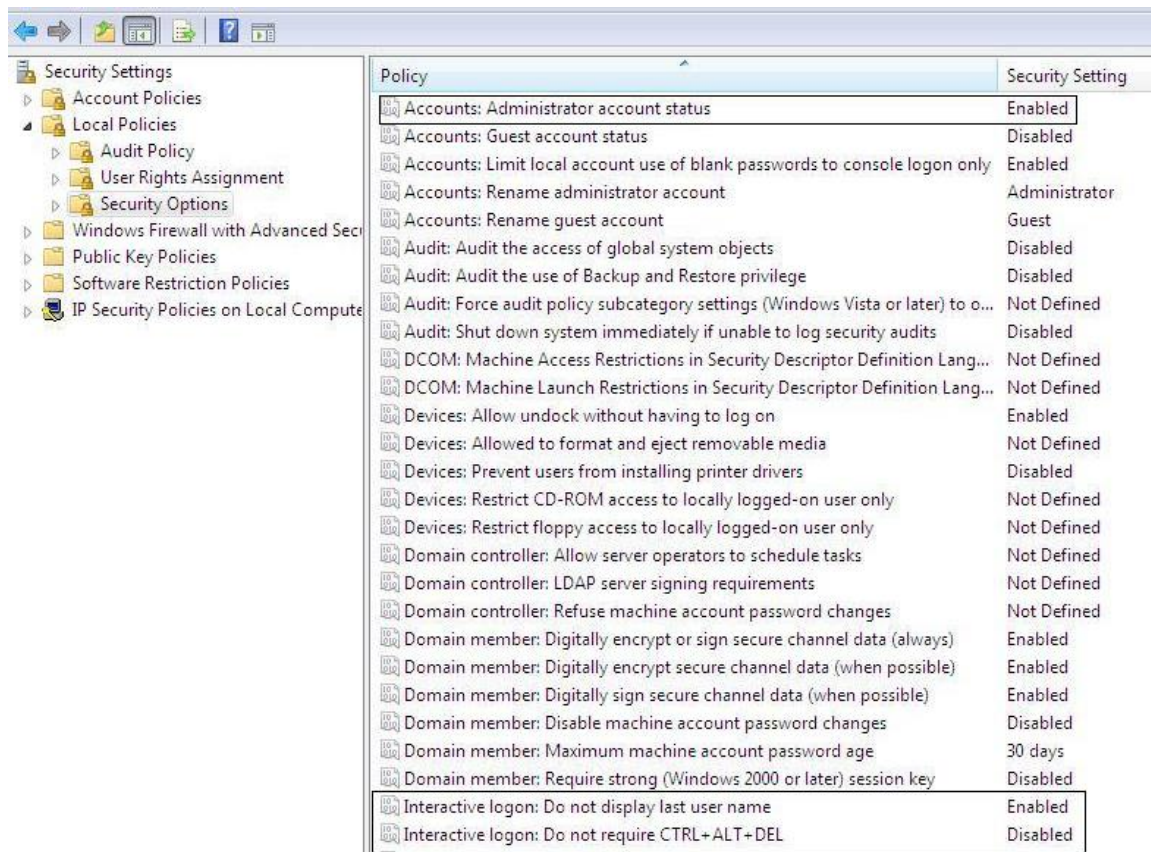 Security Settings
Account Policies
Local Policies
Audit Policy
User Rights Assignment
Security Options
Windows Firewall with Advanced Secu
Public Key Policies
Software Restriction Policies
IP Security Policies on Local Compute
Policy Security Setting
Accounts: Administrator account status Enabled
Accounts: Guest account status Disabled
Accounts: Limit local account use of blank passwords to console logon only Enabled
Accounts: Rename administrator account Administrator
Accounts: Rename guest account Guest
Audit: Audit the access of global system objects Disabled
Audit: Audit the use of Backup and Restore privilege Disabled
Audit: Force audit policy subcategory settings (Windows Vista or later) to o... Not Defined
Audit: Shut down system immediately if unable to log security audits Disabled
DCOM: Machine Access Restrictions in Security Descriptor Definition Lang... Not Defined
DCOM: Machine Launch Restrictions in Security Descriptor Definition Lang... Not Defined
Devices: Allow undock without having to log on Enabled
Devices: Allowed to format and eject removable media Not Defined
Devices: Prevent users from installing printer drivers Disabled
Devices: Restrict CD-ROM access to locally logged-on user only Not Defined
Devices: Restrict floppy access to locally logged-on user only Not Defined
Domain controller: Allow server operators to schedule tasks Not Defined
Domain controller: LDAP server signing requirements Not Defined
Domain controller: Refuse machine account password changes Not Defined
Domain member: Digitally encrypt or sign secure channel data (always) Enabled
Domain member: Digitally encrypt secure channel data (when possible) Enabled
Domain member: Digitally sign secure channel data (when possible) Enabled
Domain member: Disable machine account password changes Disabled
Domain member: Maximum machine account password age 30 days
Domain member: Require strong (Windows 2000 or later) session key Disabled
Interactive logon: Do not display last user name Enabled
Interactive logon: Do not require CTRL+ALT+DEL Disabled